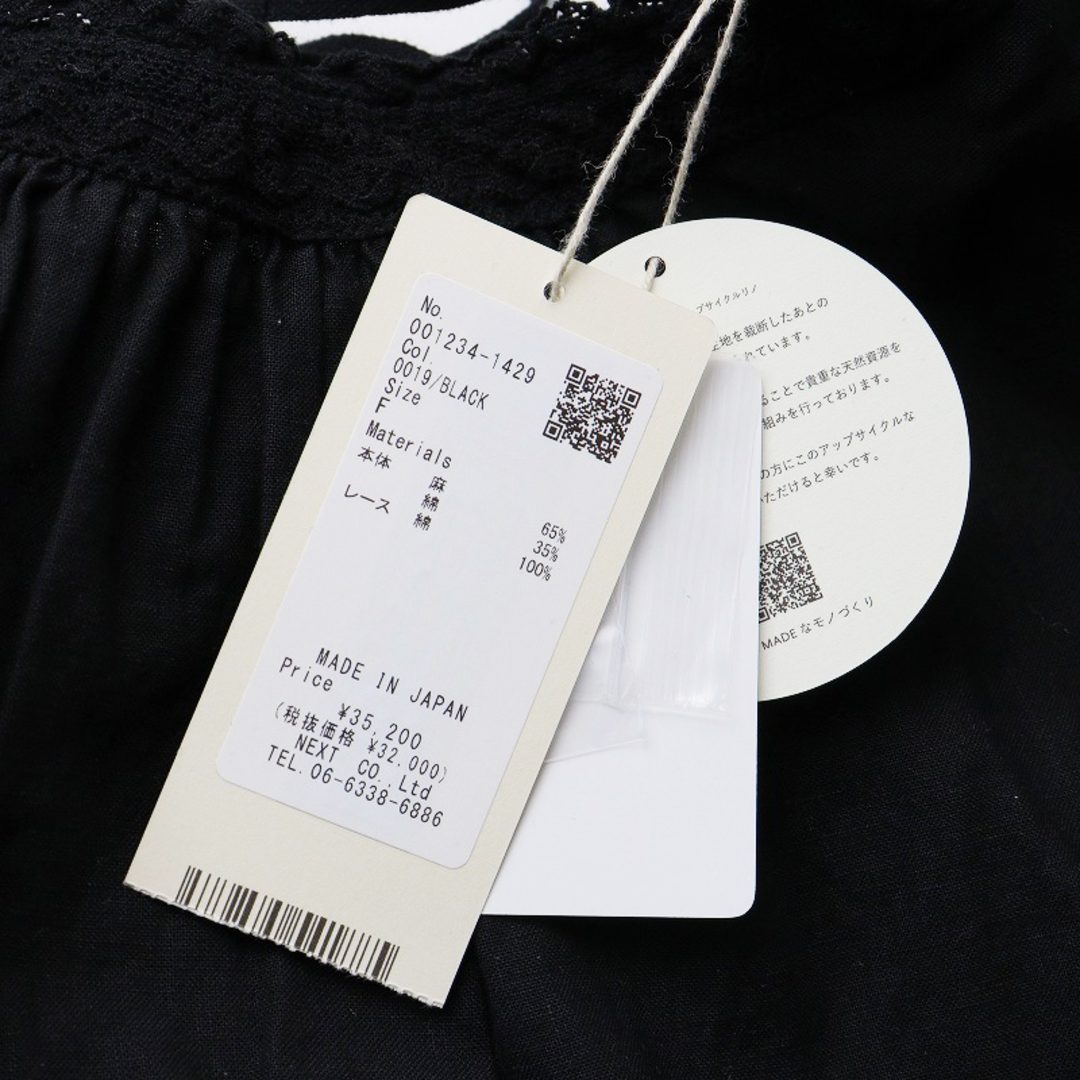 No.
001234-1429
Col.
0019/BLACK
Size
F
Materials
本体 麻 65%
綿 35%
レース 綿 100%
MADE IN JAPAN
Price
¥35,200
(税抜価格 ¥32,000)
NEXT CO.,Ltd
TEL.06-6338-6886
プサイクルリノ
地を裁断したあとの
れています。
ることで貴重な天然資源を
組みを行っております。
の方にこのアップサイクルな
ただけると幸いです。
MADEなモノづくり